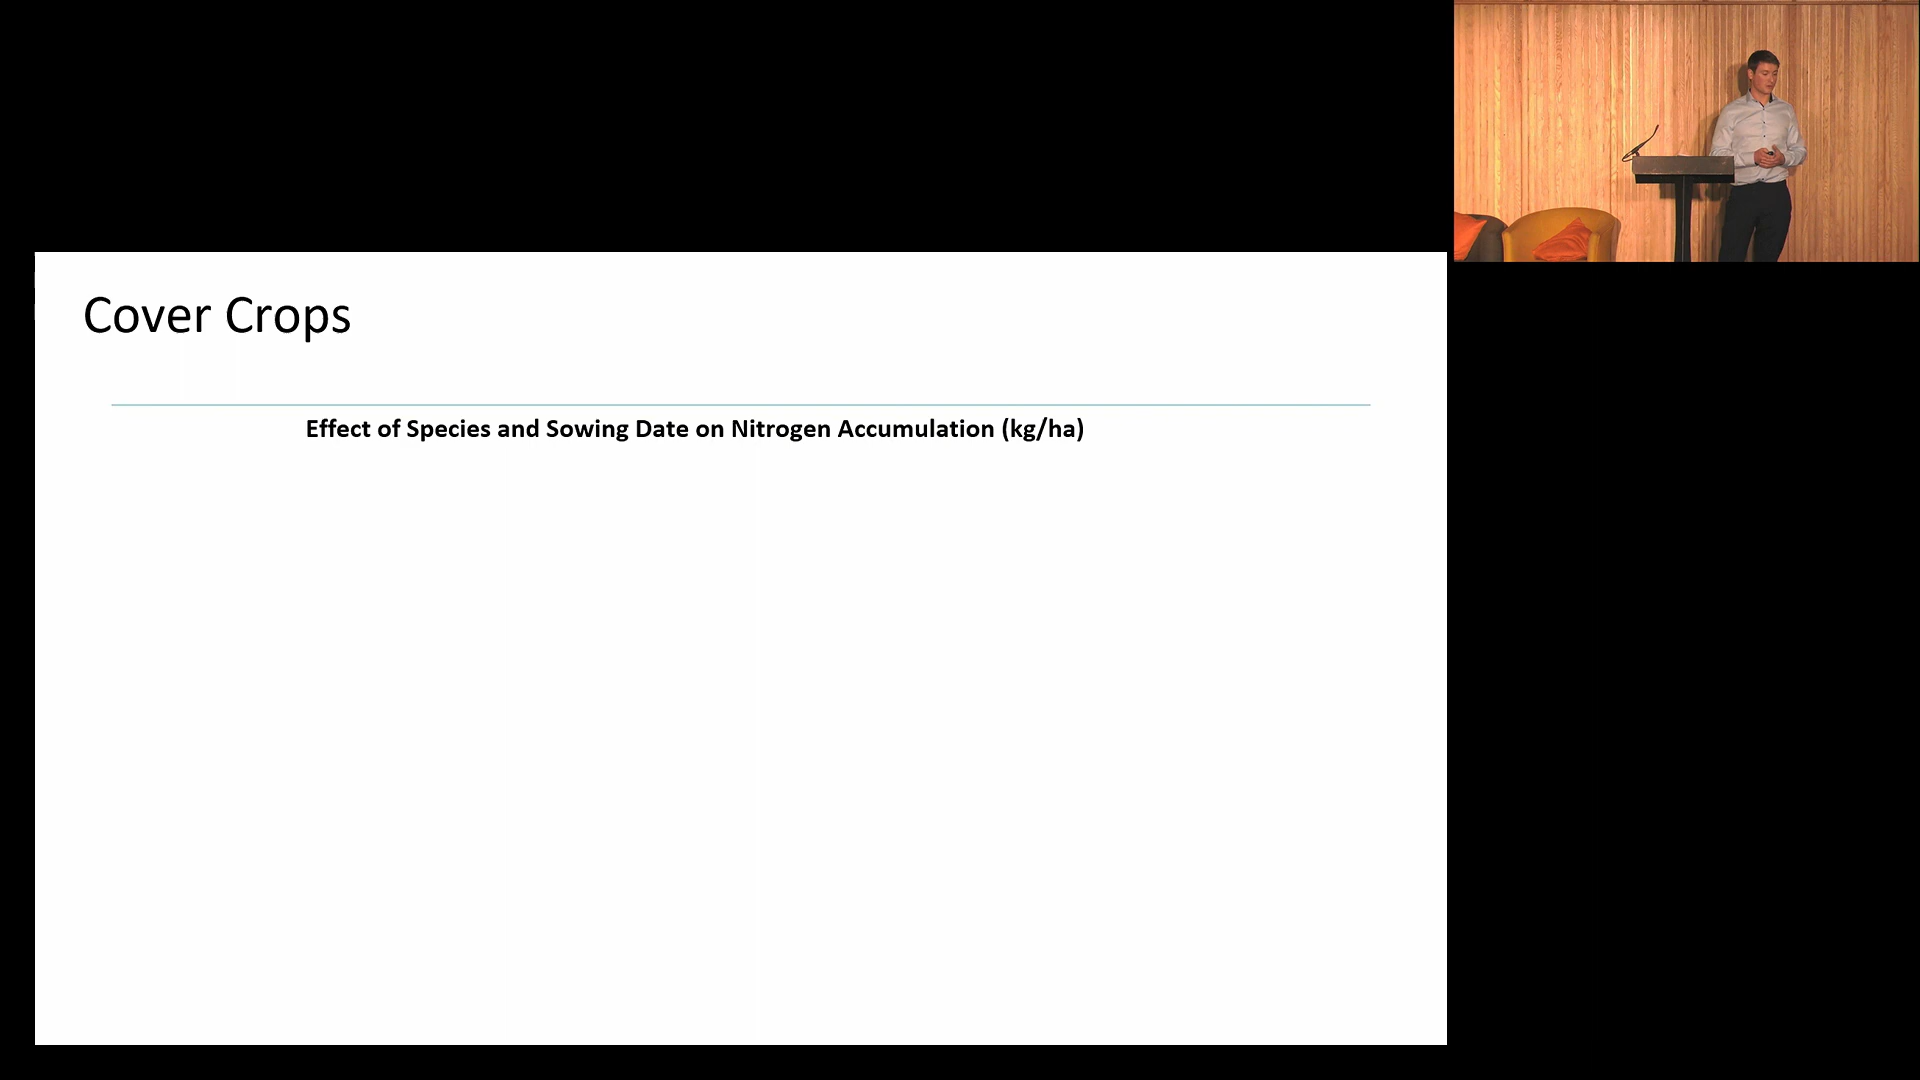 Cover Crops
Effect of Species and Sowing Date on Nitrogen Accumulation (kg/ha)